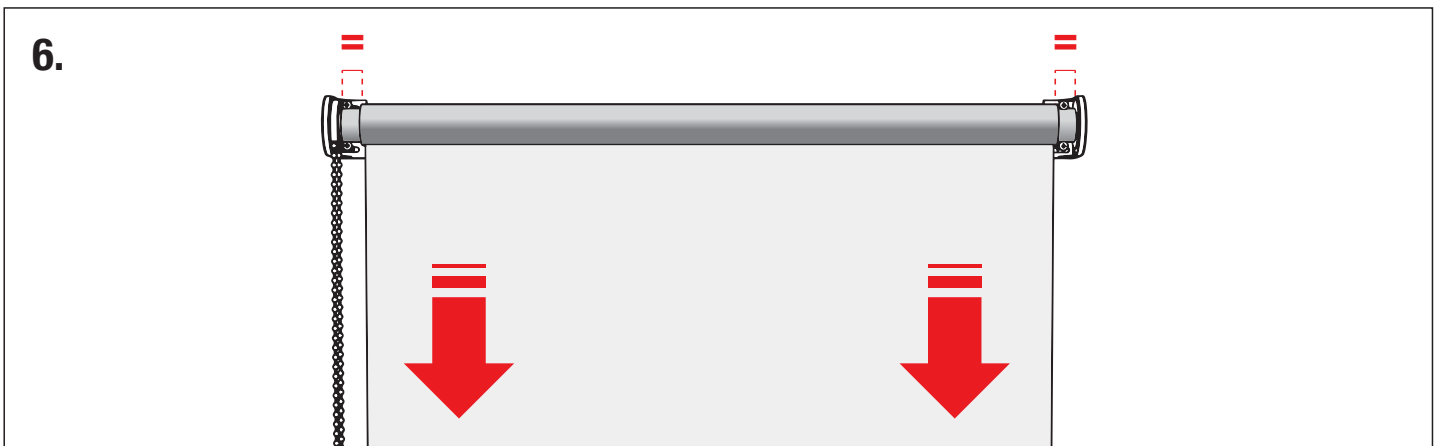 6.
= =